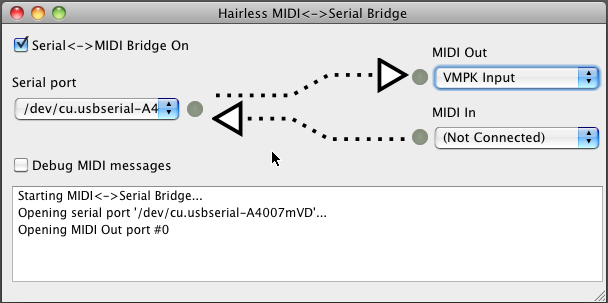 Hairless MIDI<->Serial Bridge
Serial<->MIDI Bridge On
MIDI Out
VMPK Input
Serial port
/dev/cu.usbserial-A4
MIDI In
(Not Connected)
Debug MIDI messages
Starting MIDI<->Serial Bridge...
Opening serial port '/dev/cu.usbserial-A4007mVD'...
Opening MIDI Out port #0